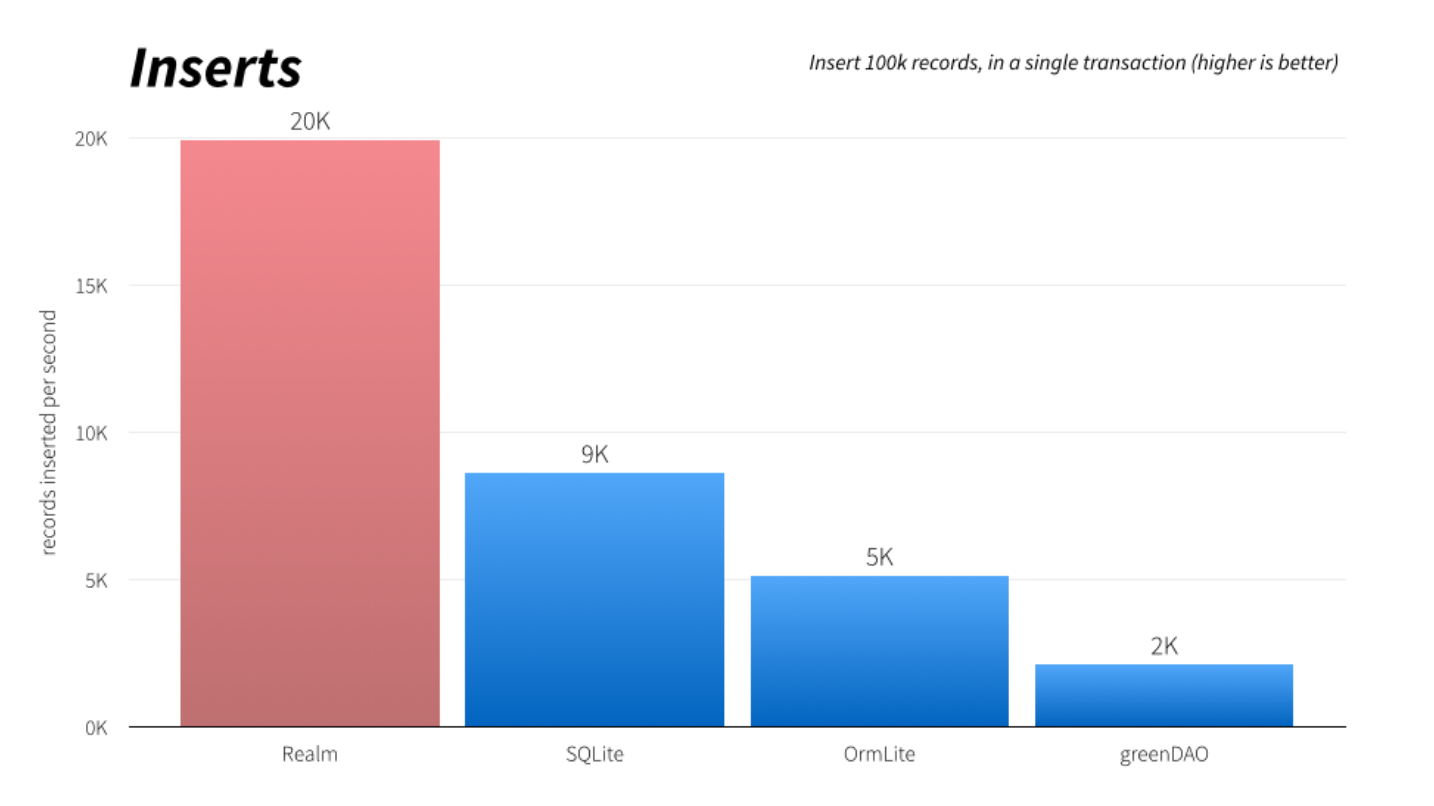 Inserts
Insert 100k records, in a single transaction (higher is better)
20K
20K
15K
records inserted per second
10K
9K
5K
5K
2K
0K
Realm
SQLite
OrmLite
greenDAO